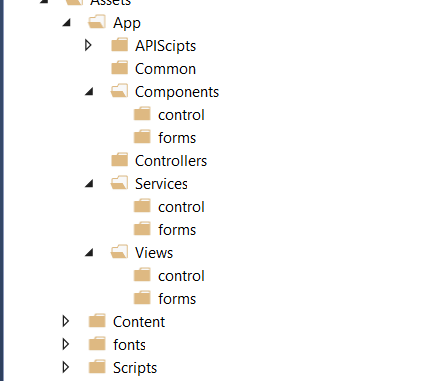 Assets
App
APIScipts
Common
Components
control
forms
Controllers
Services
control
forms
Views
control
forms
Content
fonts
Scripts